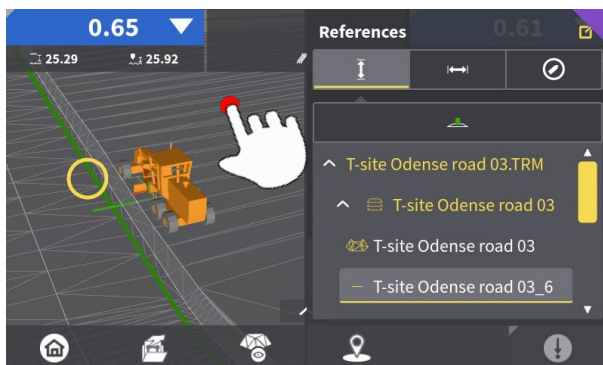 0.65
25.29
25.92
References
0.61
T-site Odense road 03.TRM
T-site Odense road 03
T-site Odense road 03
T-site Odense road 03_6